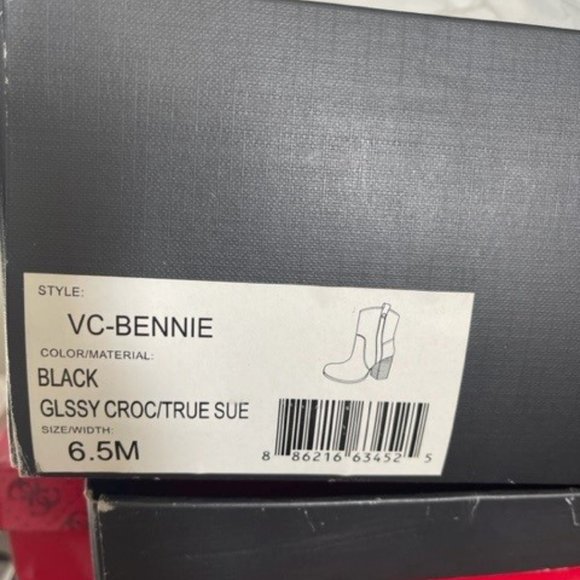 STYLE:
VC-BENNIE
COLOR/MATERIAL:
BLACK
GLSSY CROC/TRUE SUE
SIZE/WIDTH:
6.5M
8 86216 63452 5